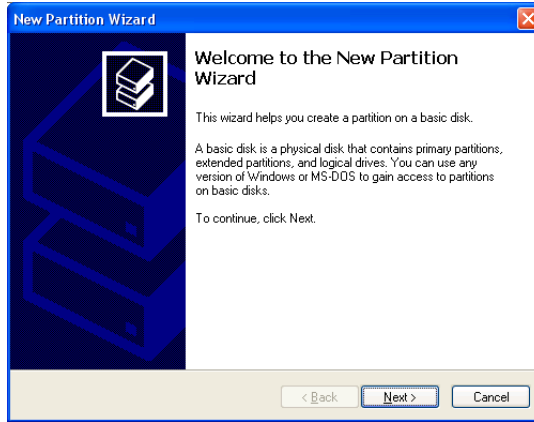 New Partition Wizard
Welcome to the New Partition
Wizard
This wizard helps you create a partition on a basic disk.
A basic disk is a physical disk that contains primary partitions,
extended partitions, and logical drives. You can use any
version of Windows or MS-DOS to gain access to partitions
on basic disks.
To continue, click Next.
< Back Next > Cancel